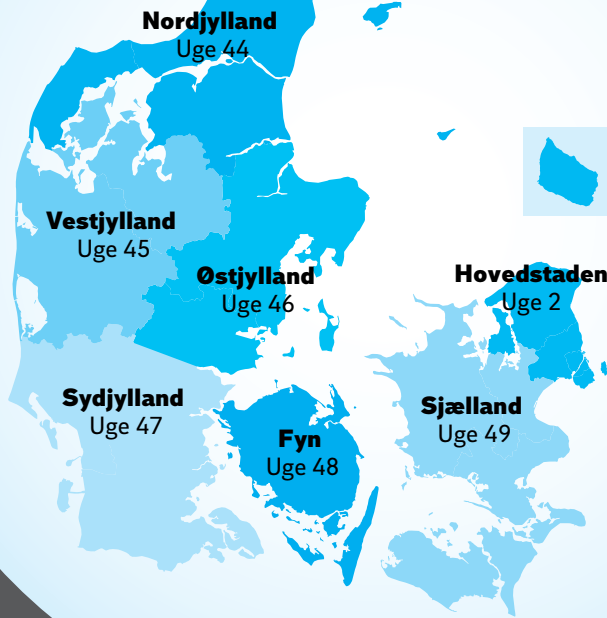 Nordjylland
Uge 44
Vestjylland
Uge 45
Østjylland
Uge 46
Hovedstaden
Uge 2
Sydjylland
Uge 47
Sjælland
Uge 49
Fyn
Uge 48